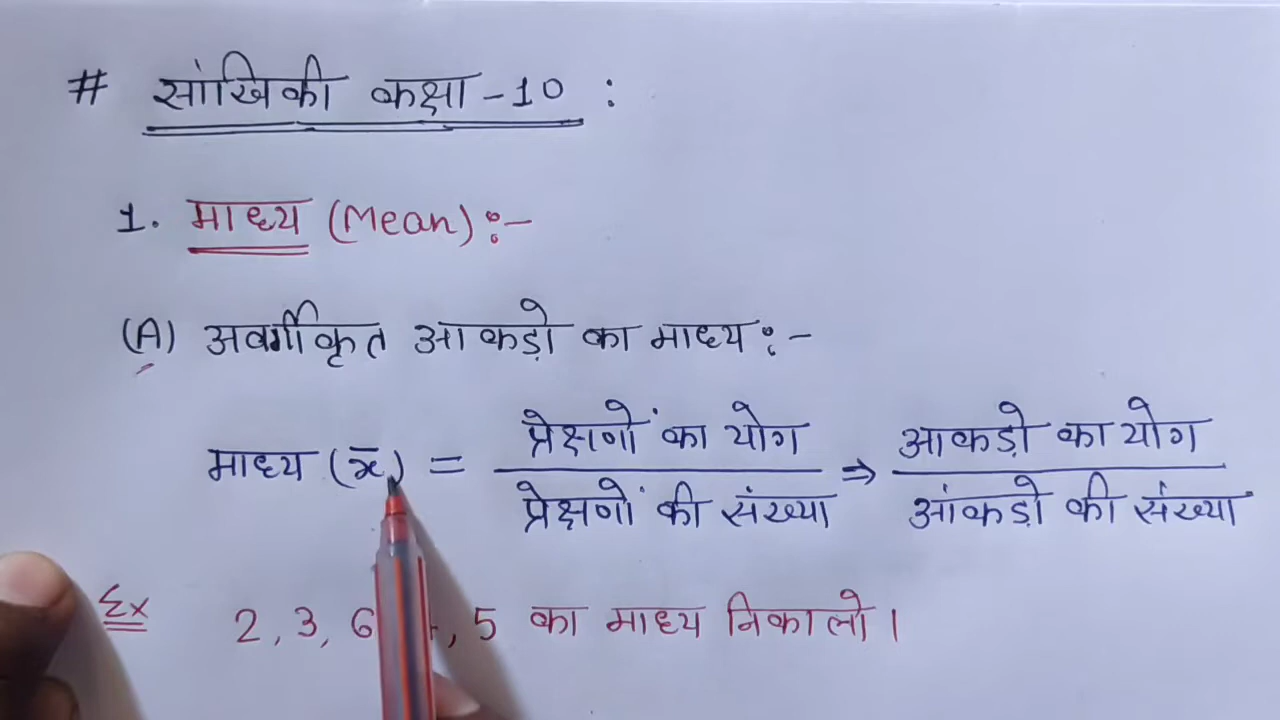 # सांखिकी कक्षा - 10 :
1. माध्य (Mean) :-
(A) अवर्गीकृत आकड़ो का माध्य :-
माध्य (x̄) = प्रेक्षणों का योग / प्रेक्षणों की संख्या ⇒ आकड़ो का योग / आंकड़ो की संख्या
Ex 2, 3, 6, 5 का माध्य निकालो।